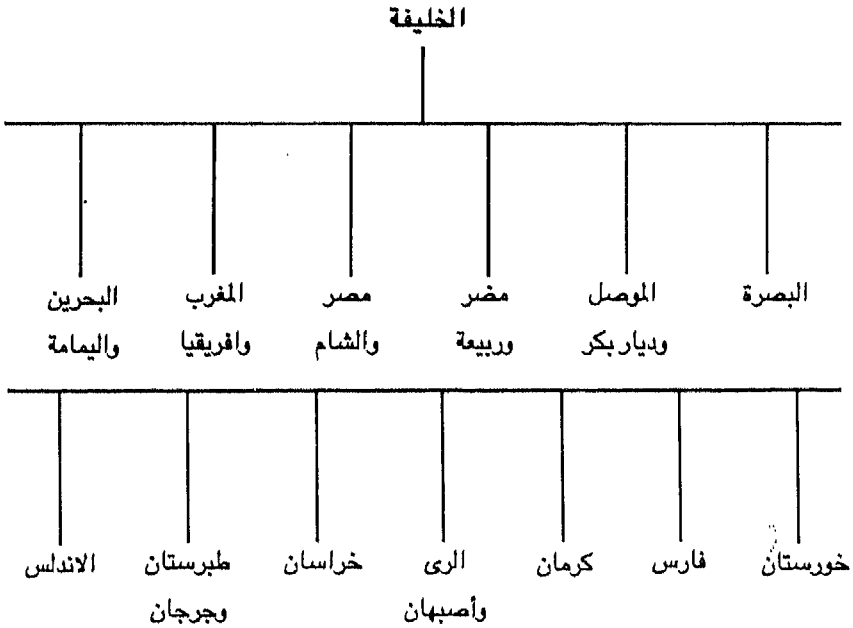 الخليفة
البصرة
الموصل
وديار بكر
مضر
وربيعة
مصر
والشام
المغرب
وافريقيا
البحرين
واليمامة
خورستان
فارس
كرمان
الرى
وأصبهان
خراسان
طبرستان
وجرجان
الاندلس